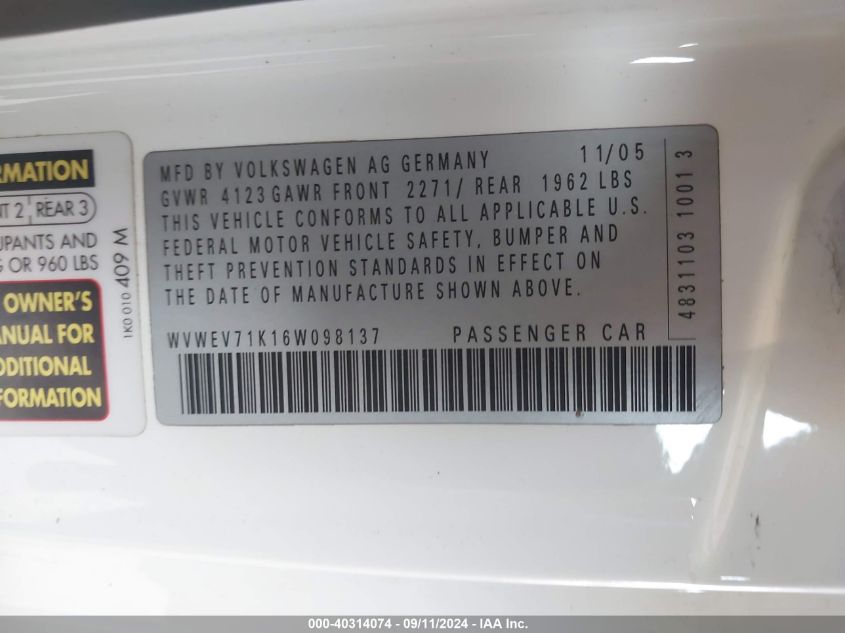 RMATION
NT 2 REAR 3
UPANTS AND
G OR 960 LBS
OWNER'S
MANUAL FOR
ADDITIONAL
FORMATION
1K0 010 409 M
MFD BY VOLKSWAGEN AG GERMANY 11/05
GVWR 4123 GAWR FRONT 2271/ REAR 1962 LBS
THIS VEHICLE CONFORMS TO ALL APPLICABLE U.S.
FEDERAL MOTOR VEHICLE SAFETY, BUMPER AND
THEFT PREVENTION STANDARDS IN EFFECT ON
THE DATE OF MANUFACTURE SHOWN ABOVE.
WVWEV71K16W098137 PASSENGER CAR
4831103 1001 3
000-40314074 - 09/11/2024 - IAA Inc.